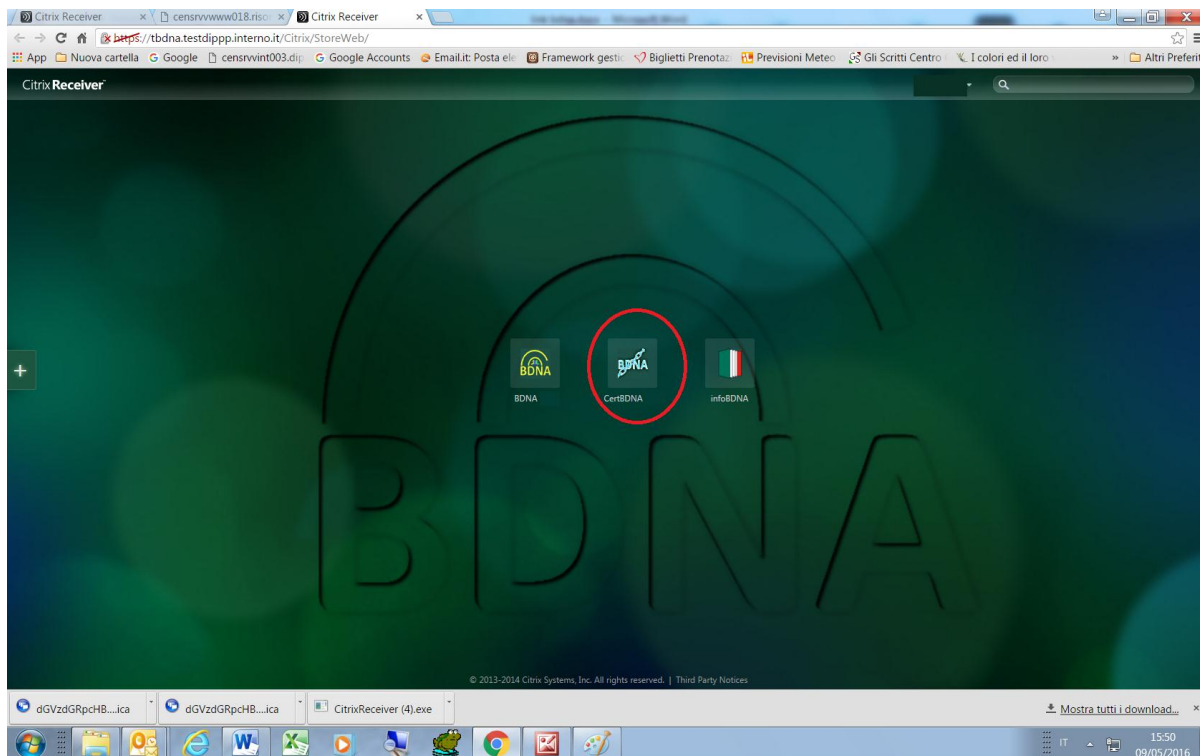 Citrix Receiver
censrvvwww018.riso
Citrix Receiver
https://tbdna.testdippp.interno.it/Citrix/StoreWeb/
App Nuova cartella Google censrvvint003.dip Google Accounts Email.it: Posta ele Framework gestic Biglietti Prenotaz Previsioni Meteo Gli Scritti Centro I colori ed il loro » Altri Preferit
Citrix Receiver
BDNA
BDNA
BDNA CertBDNA infoBDNA
BDNA
© 2013-2014 Citrix Systems, Inc. All rights reserved. | Third Party Notices
dGVzdGRpcHB....ica dGVzdGRpcHB....ica CitrixReceiver (4).exe Mostra tutti i download...
IT 15:50
09/05/2016